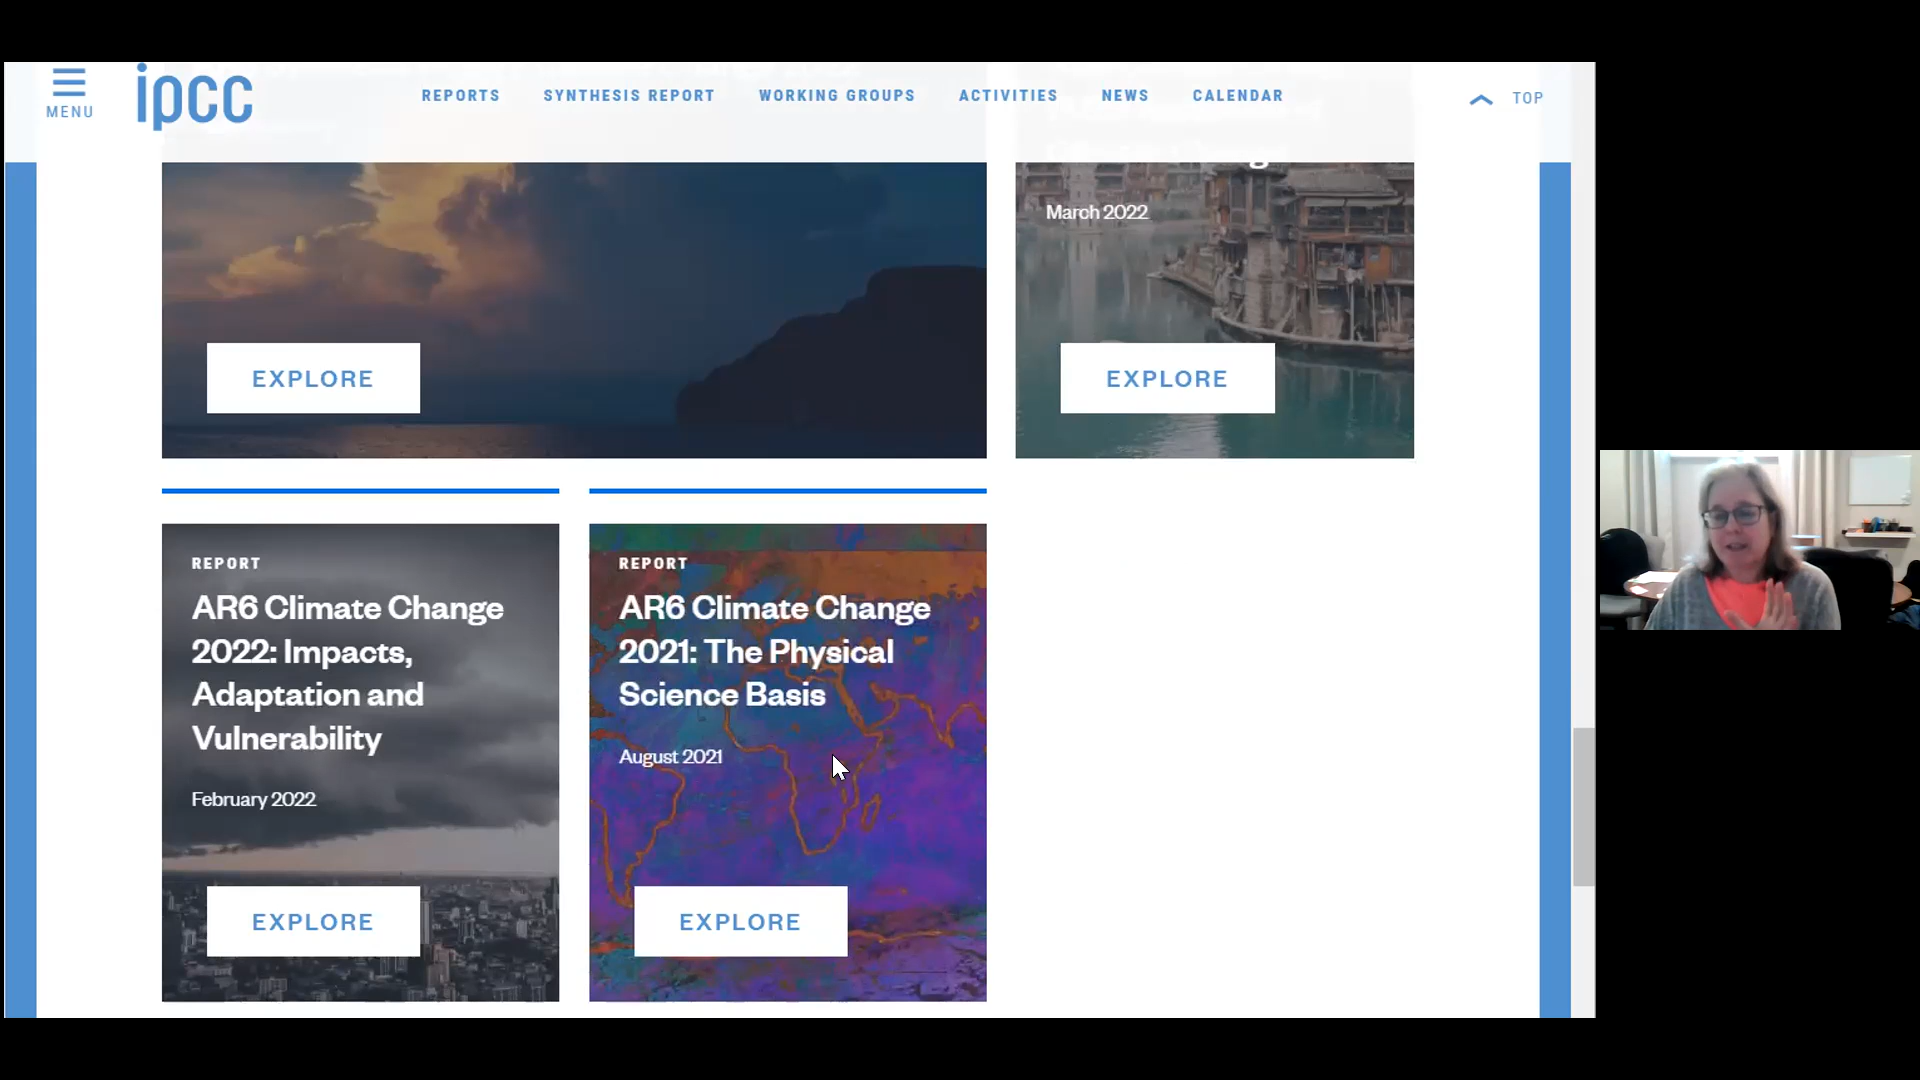 MENU
ipcc
REPORTS
SYNTHESIS REPORT
WORKING GROUPS
ACTIVITIES
NEWS
CALENDAR
TOP
March 2022
EXPLORE
EXPLORE
REPORT
AR6 Climate Change
2022: Impacts,
Adaptation and
Vulnerability
February 2022
EXPLORE
REPORT
AR6 Climate Change
2021: The Physical
Science Basis
August 2021
EXPLORE